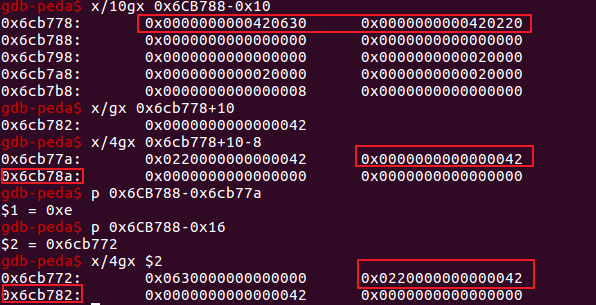 gdb-peda$ x/10gx 0x6CB788-0x10
0x6cb778: 0x0000000000420630 0x0000000000420220
0x6cb788: 0x0000000000000000 0x0000000000000000
0x6cb798: 0x0000000000000000 0x0000000000020000
0x6cb7a8: 0x0000000000020000 0x0000000000020000
0x6cb7b8: 0x0000000000000008 0x0000000000000000
gdb-peda$ x/gx 0x6cb778+10
0x6cb782: 0x0000000000000042
gdb-peda$ x/4gx 0x6cb778+10-8
0x6cb77a: 0x0220000000000042 0x0000000000000042
0x6cb78a: 0x0000000000000000 0x0000000000000000
gdb-peda$ p 0x6CB788-0x6cb77a
$1 = 0xe
gdb-peda$ p 0x6CB788-0x16
$2 = 0x6cb772
gdb-peda$ x/4gx $2
0x6cb772: 0x0630000000000000 0x0220000000000042
0x6cb782: 0x0000000000000042 0x0000000000000000